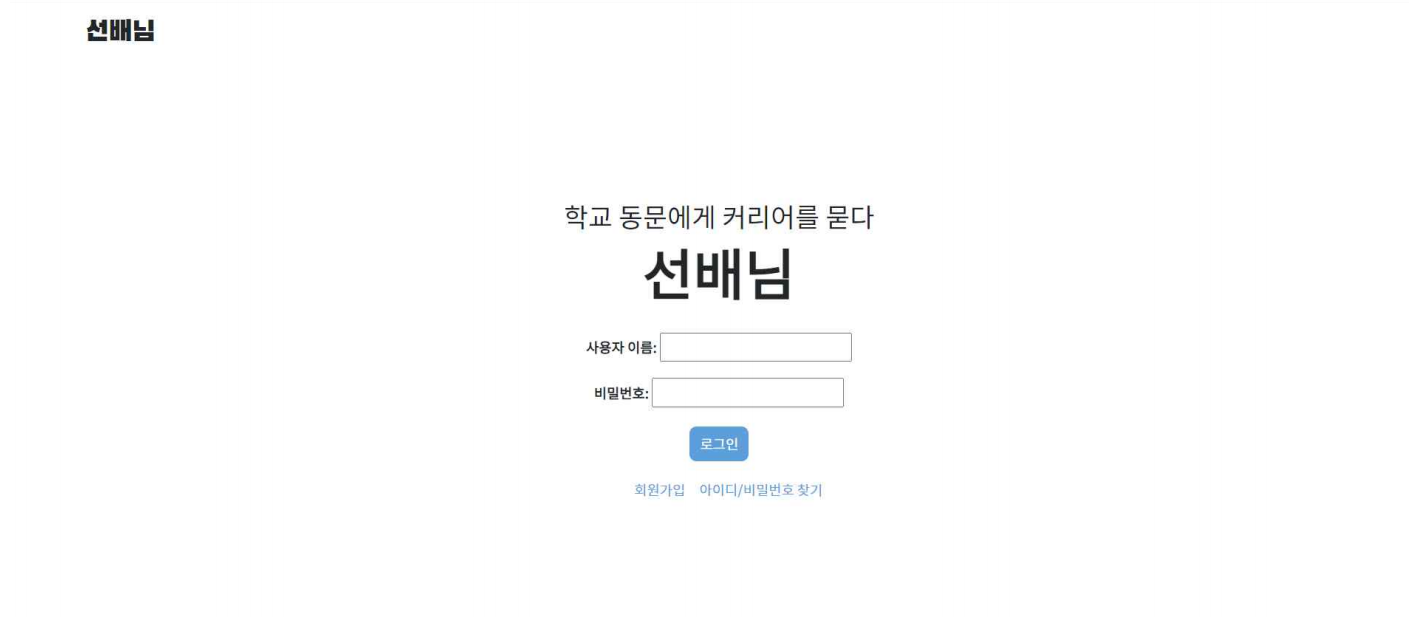 선배님
학교 동문에게 커리어를 묻다
선배님
사용자 이름:
비밀번호:
로그인
회원가입 아이디/비밀번호 찾기